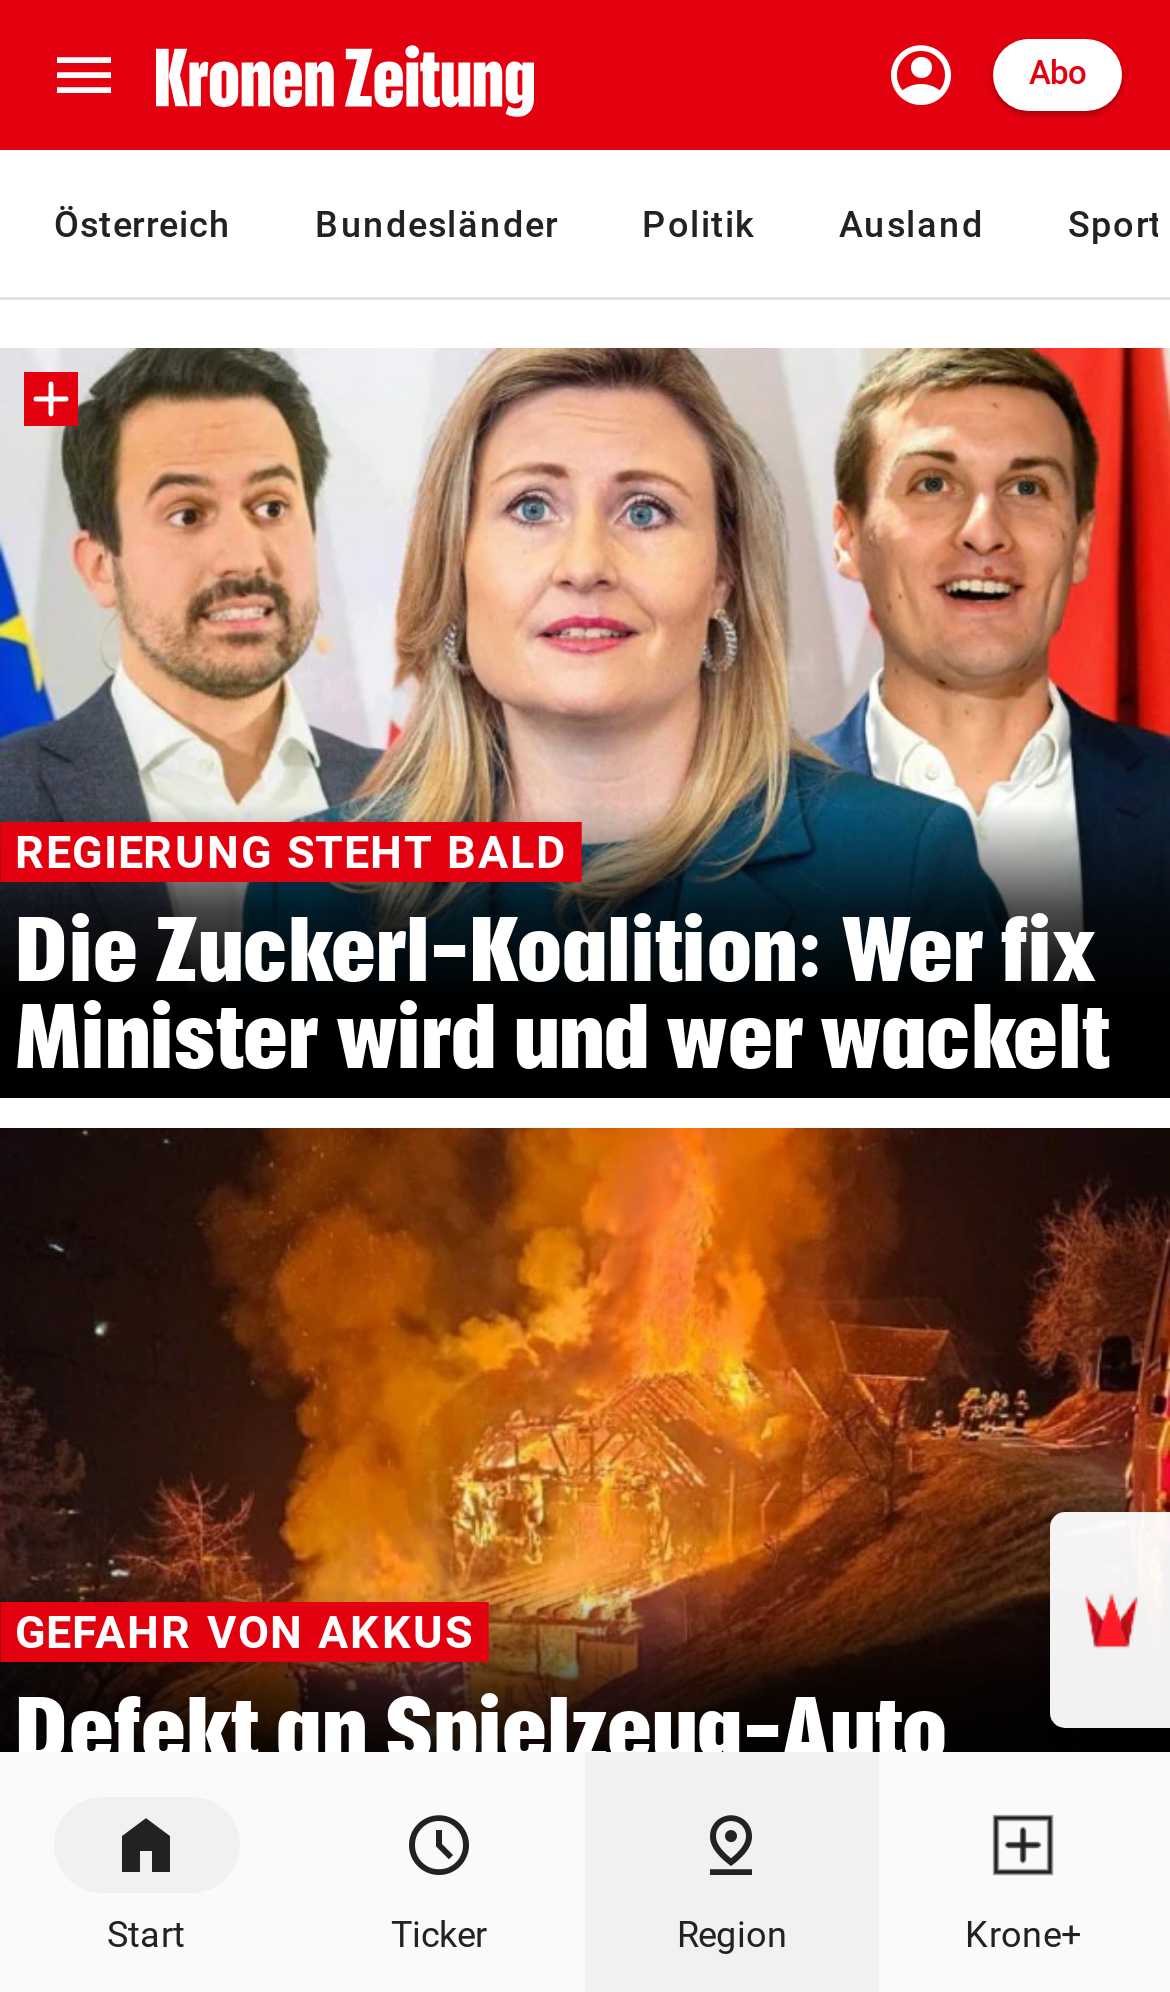 Kronen Zeitung
Abo
Österreich Bundesländer Politik Ausland Sport
REGIERUNG STEHT BALD
Die Zuckerl-Koalition: Wer fix
Minister wird und wer wackelt
GEFAHR VON AKKUS
Defekt an Spielzeug-Auto
Start Ticker Region Krone+